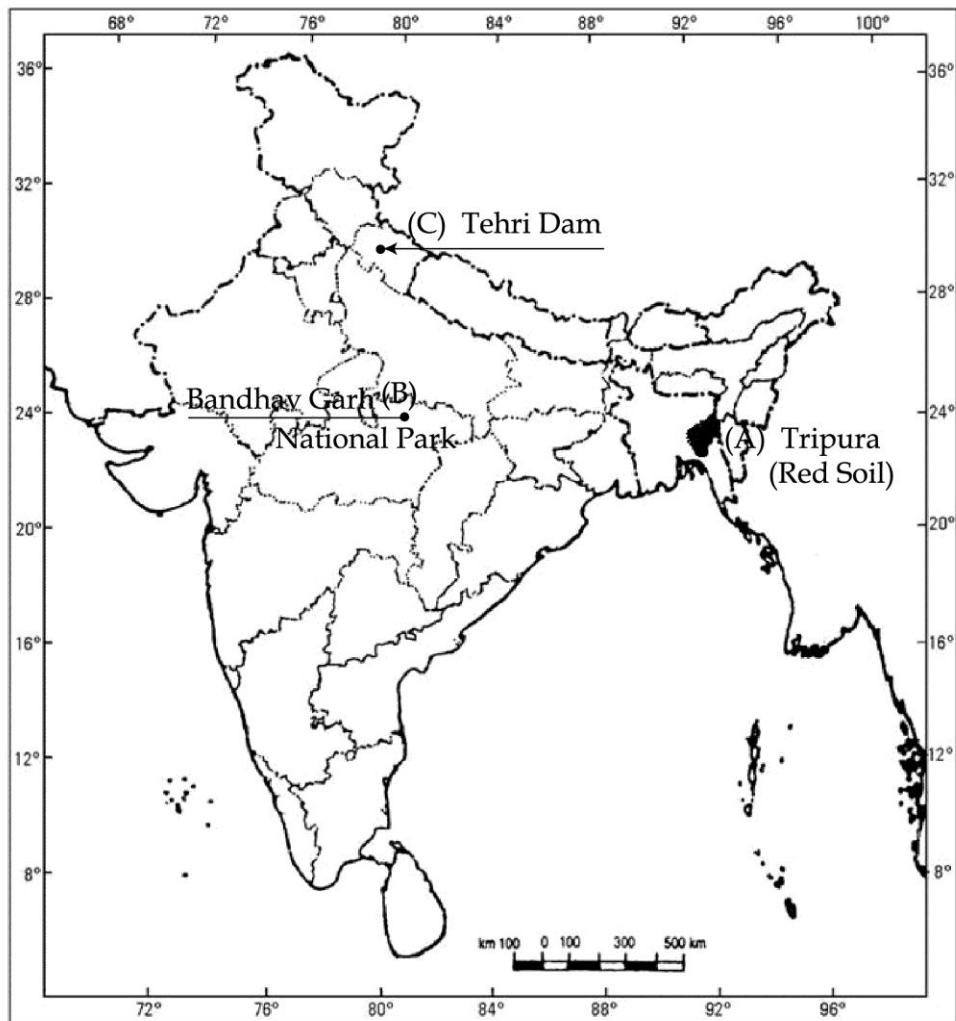 68° 72° 76° 80° 84° 88° 92° 96° 100°
36° 36°
32° 32°
(C) Tehri Dam
28° 28°
Bandhav Garh (B)
24° 24°
National Park
(A) Tripura
(Red Soil)
20° 20°
16° 16°
12° 12°
8° 8°
km 100 0 100 300 500 km
72° 76° 80° 84° 88° 92° 96°